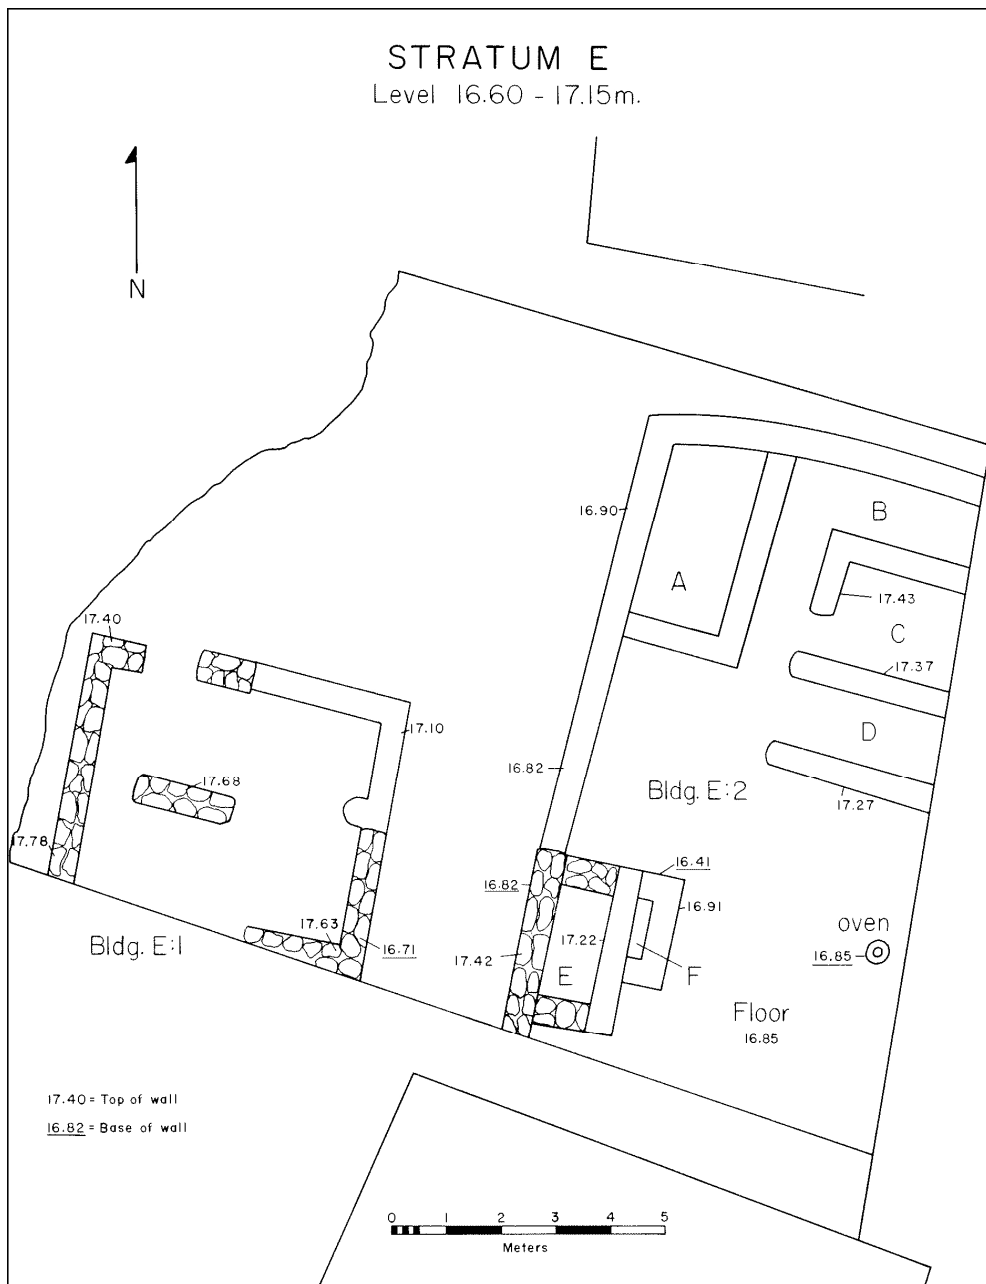 STRATUM E
Level 16.60 - 17.15m.
N
B
16.90
A
17.43
17.40
C
17.37
17.10
D
17.68
16.82
Bldg. E:2
17.27
17.78
16.41
16.82
16.91
17.63
oven
Bldg. E:1
16.71
17.22
17.42
E
F
16.85
Floor
16.85
17.40 = Top of wall
16.82 = Base of wall
0 1 2 3 4 5
Meters